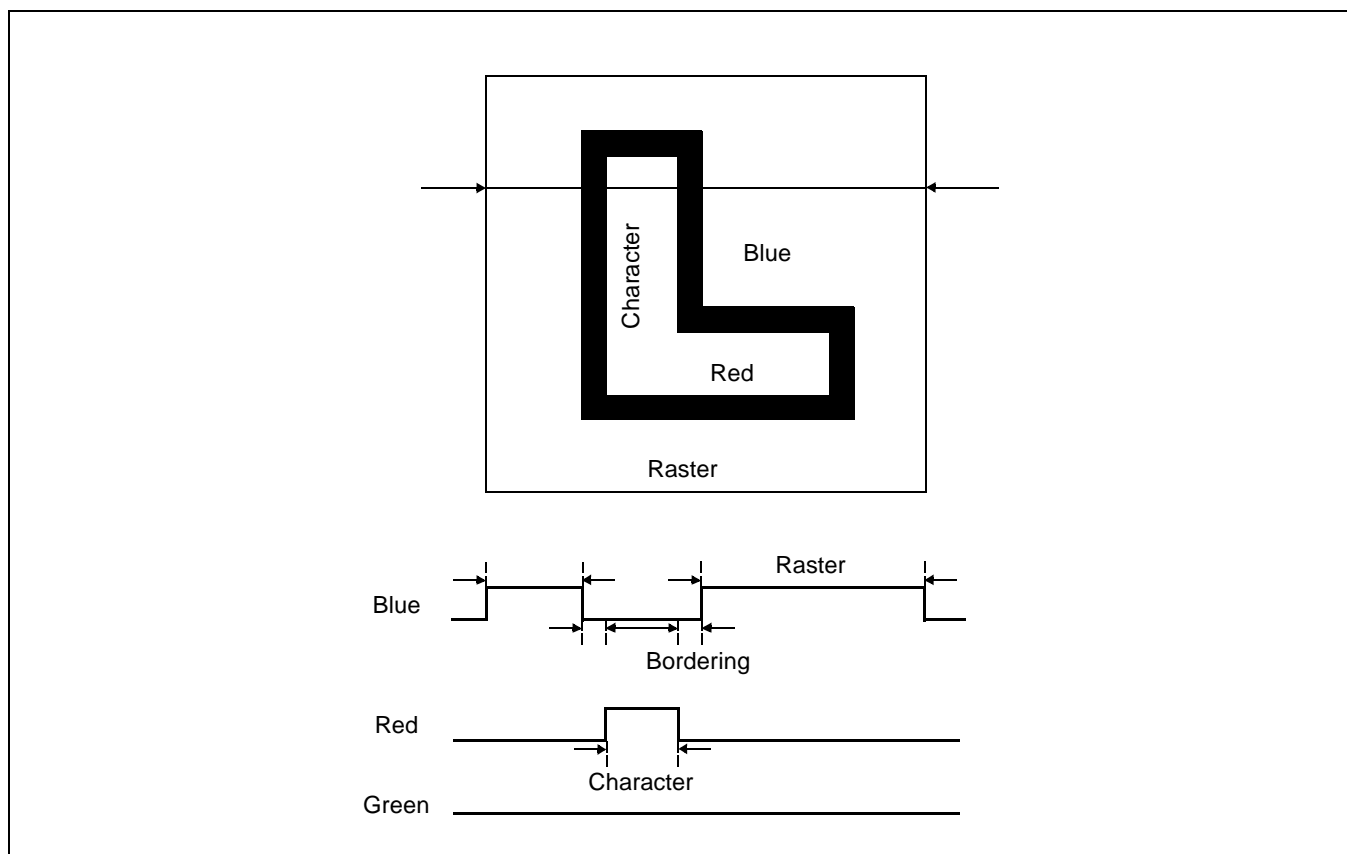 Character
Blue
Red
Raster
Raster
Blue
Bordering
Red
Character
Green